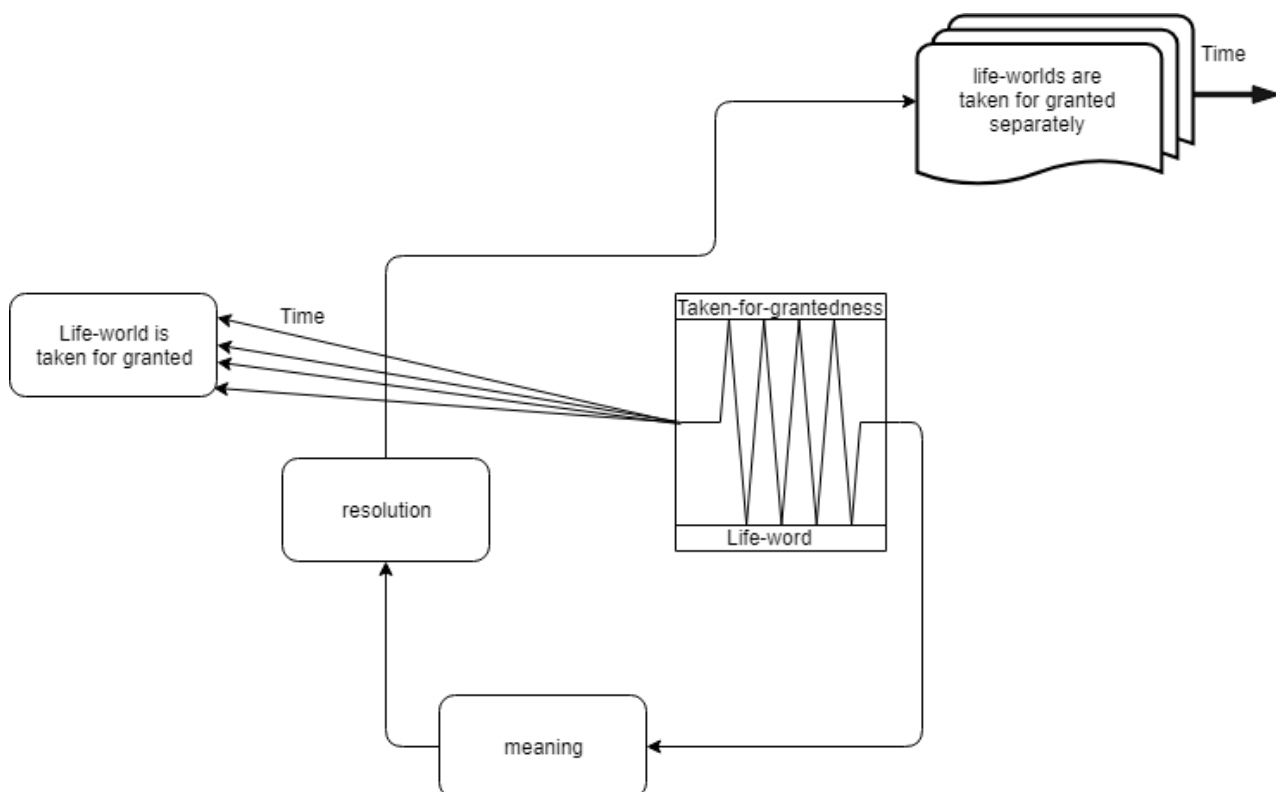 Time
life-worlds are
taken for granted
separately
Taken-for-grantedness
Time
Life-world is
taken for granted
resolution
Life-word
meaning